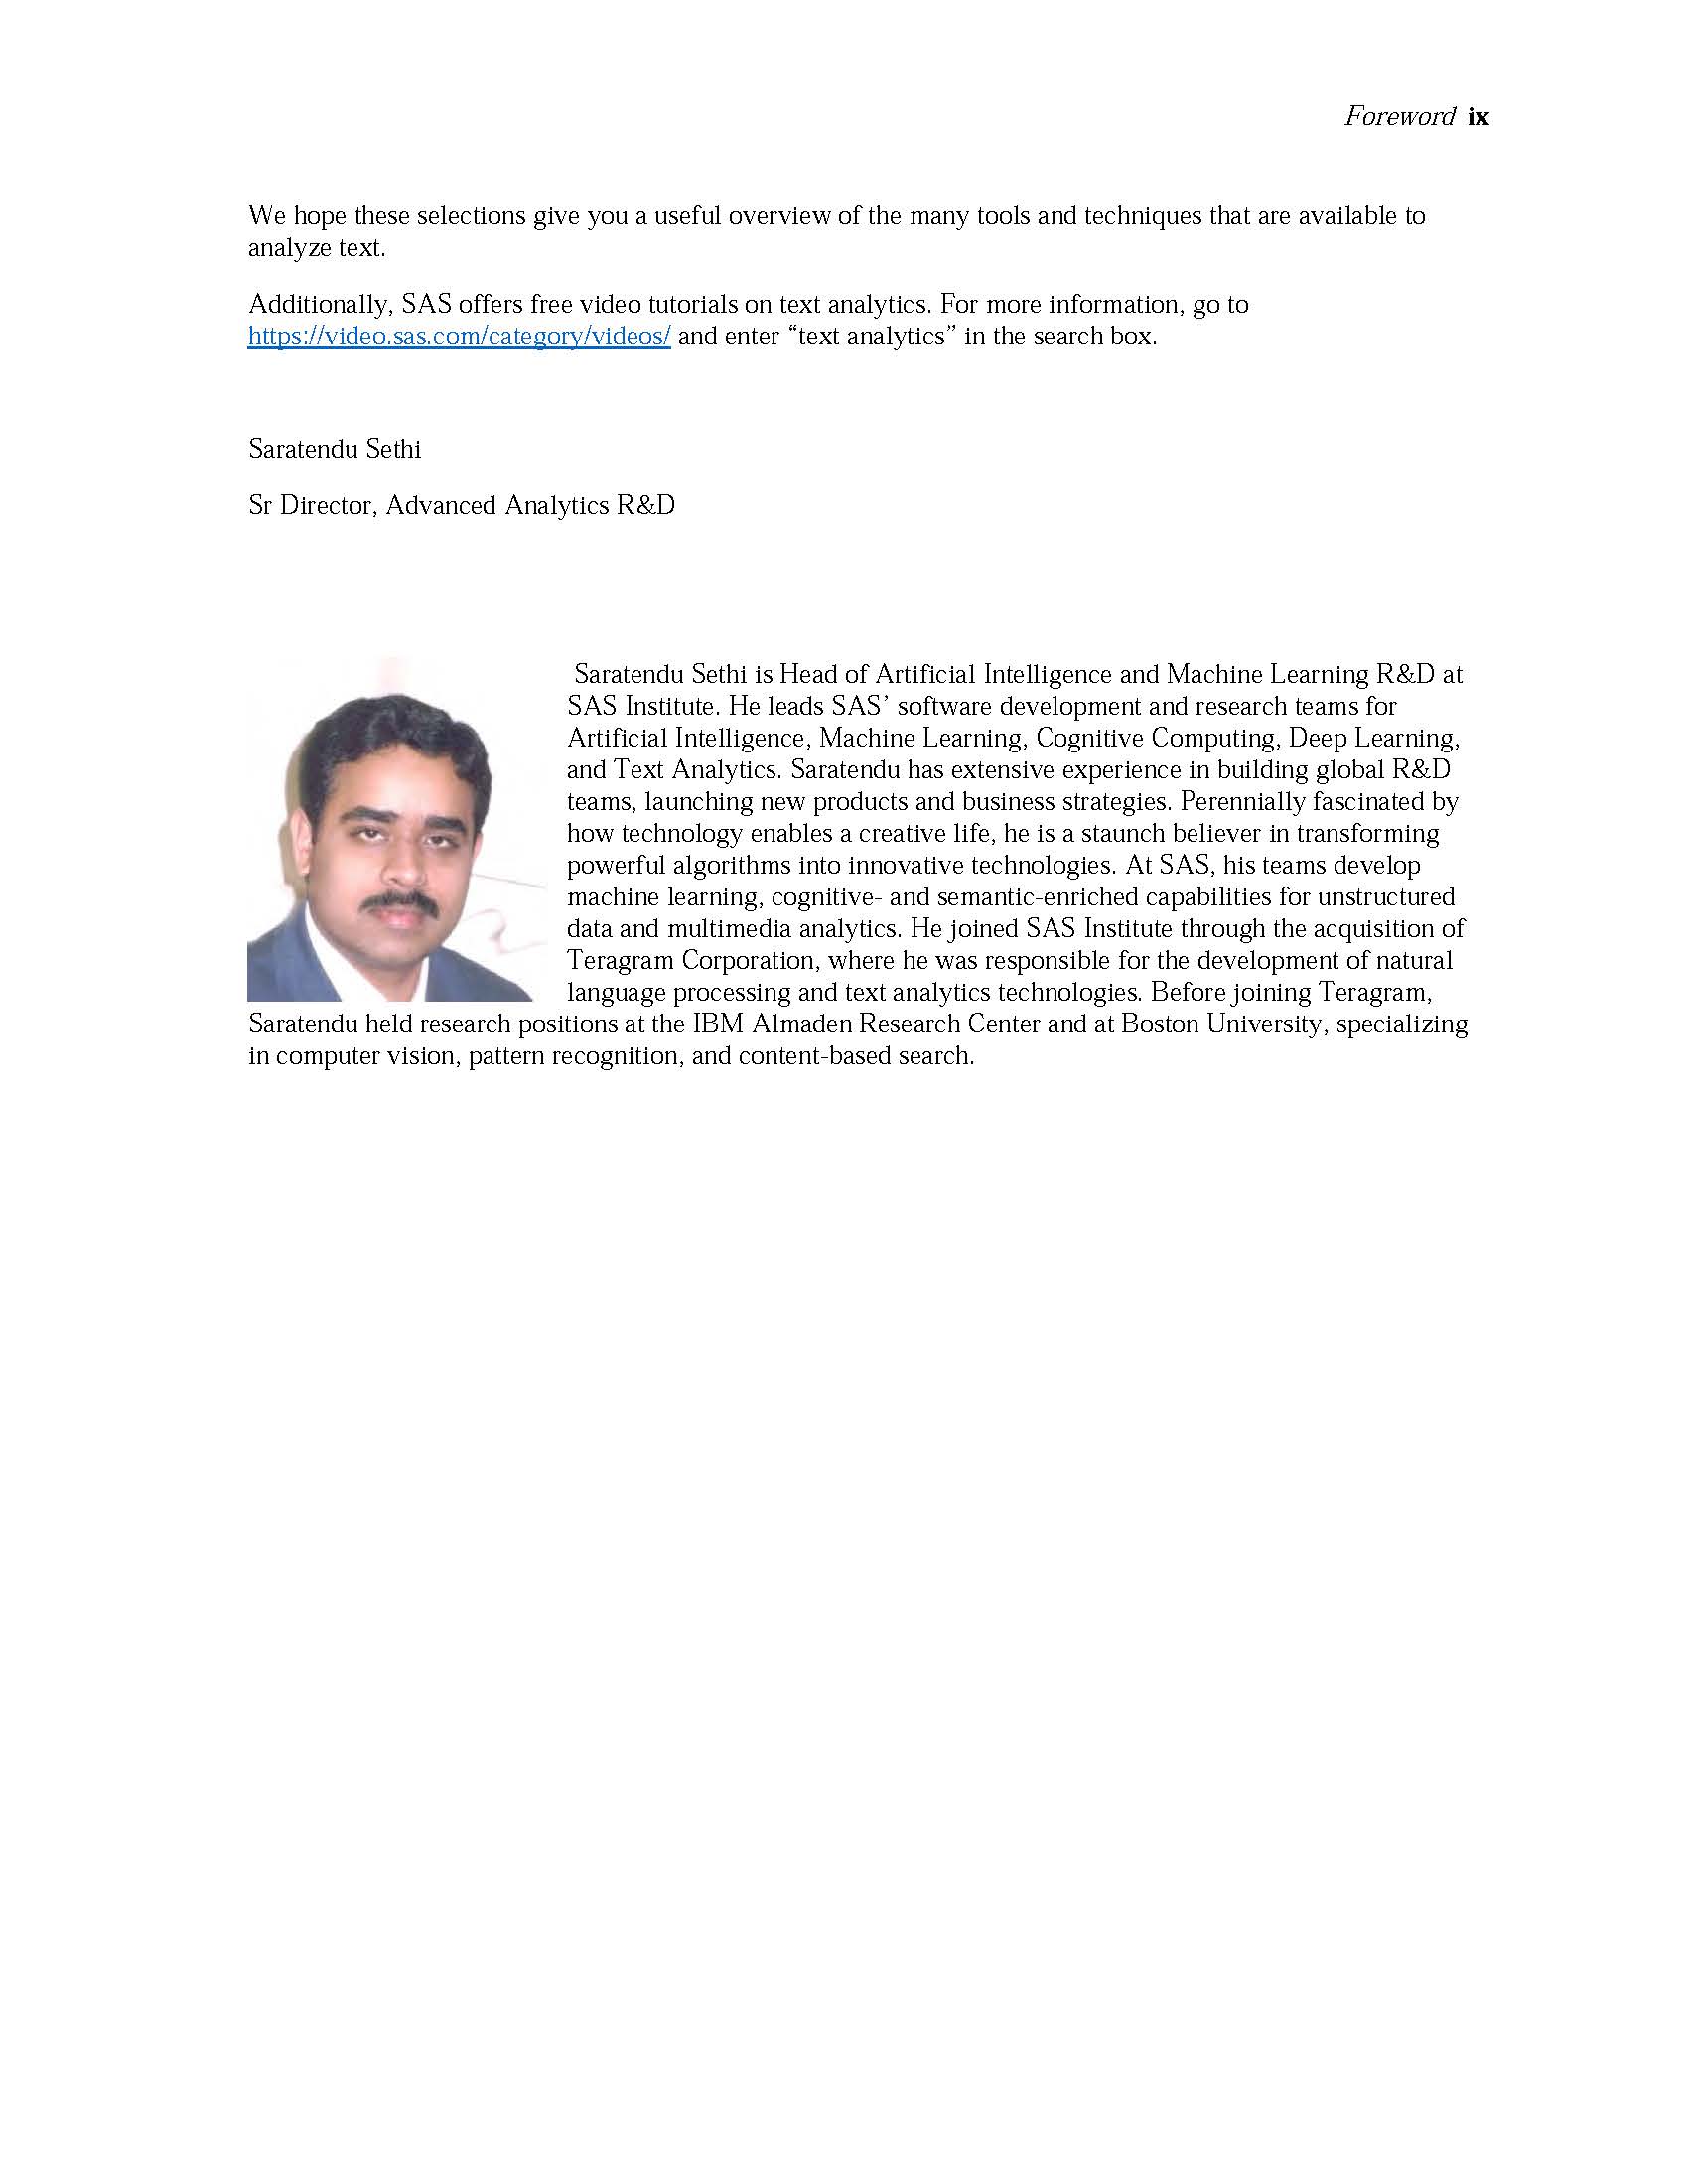 Foreword ix
We hope these selections give you a useful overview of the many tools and techniques that are available to
analyze text.
Additionally, SAS offers free video tutorials on text analytics. For more information, go to
https://video.sas.com/category/videos/ and enter “text analytics” in the search box.
Saratendu Sethi
Sr Director, Advanced Analytics R&D
Saratendu Sethi is Head of Artificial Intelligence and Machine Learning R&D at
SAS Institute. He leads SAS’ software development and research teams for
Artificial Intelligence, Machine Learning, Cognitive Computing, Deep Learning,
and Text Analytics. Saratendu has extensive experience in building global R&D
teams, launching new products and business strategies. Perennially fascinated by
how technology enables a creative life, he is a staunch believer in transforming
powerful algorithms into innovative technologies. At SAS, his teams develop
machine learning, cognitive- and semantic-enriched capabilities for unstructured
data and multimedia analytics. He joined SAS Institute through the acquisition of
Teragram Corporation, where he was responsible for the development of natural
language processing and text analytics technologies. Before joining Teragram,
Saratendu held research positions at the IBM Almaden Research Center and at Boston University, specializing
in computer vision, pattern recognition, and content-based search.